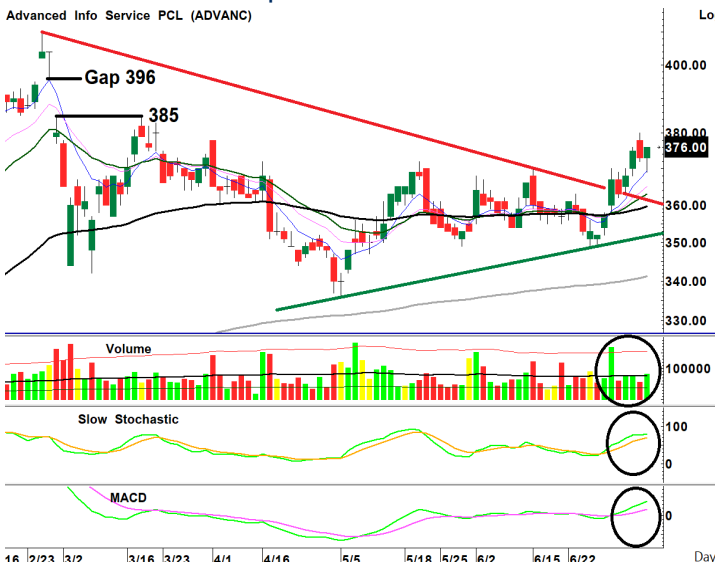 Advanced Info Service PCL (ADVANC)
Lo
400.00
Gap 396
385
380.00
376.00
360.00
350.00
340.00
330.00
Volume
100000
Slow Stochastic
100
0
MACD
0
16 2/23 3/2 3/16 3/23 4/1 4/16 5/5 5/18 5/25 6/2 6/15 6/22 Day